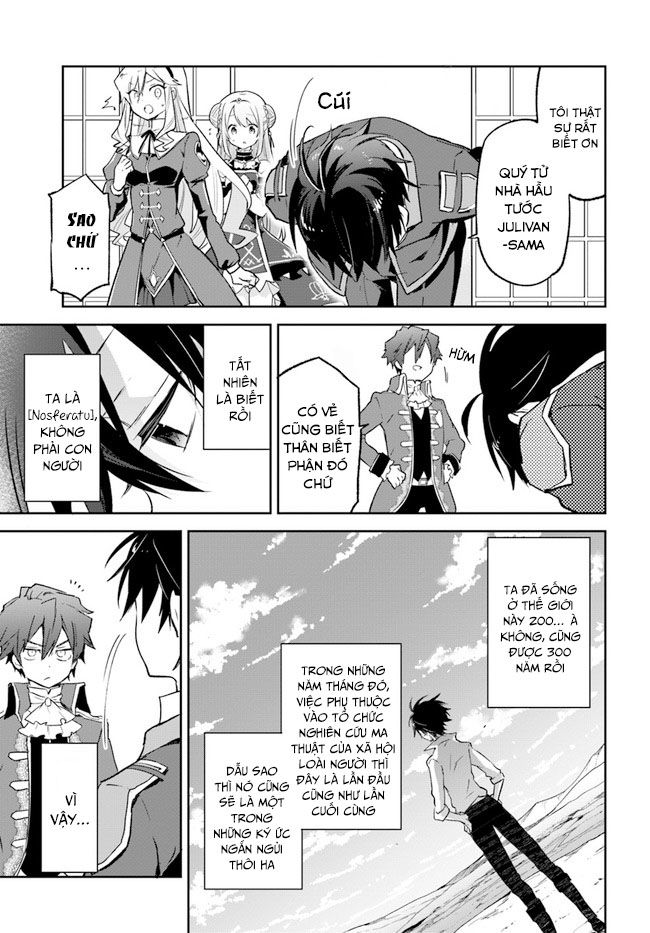 TÔI THẬT
SỰ RẤT
BIẾT ƠN
QUÝ TỬ
NHÀ HẦU
TƯỚC
JULIVAN
-SAMA
Cúi
SAO
CHỨ
...
HỪM
CÓ VẺ
CŨNG BIẾT
THÂN BIẾT
PHẬN ĐÓ
CHỨ
TẤT
NHIÊN
LÀ BIẾT
RỒI
TA LÀ
[Nosferatu],
KHÔNG
PHẢI CON
NGƯỜI
TA ĐÃ SỐNG
Ở THẾ GIỚI
NÀY 200... À
KHÔNG, CŨNG
ĐƯỢC 300
NĂM RỒI
TRONG NHỮNG
NĂM THÁNG ĐÓ,
VIỆC PHỤ THUỘC
VÀO TỔ CHỨC
NGHIÊN CỨU MA
THUẬT CỦA XÃ HỘI
LOÀI NGƯỜI THÌ
ĐÂY LÀ LẦN ĐẦU
CŨNG NHƯ LẦN
CUỐI CÙNG
DẪU SAO
THÌ NÓ CŨNG
SẼ LÀ MỘT
TRONG
NHỮNG KÝ ỨC
NGẮN NGỦI
THÔI HA
VÌ
VẬY...